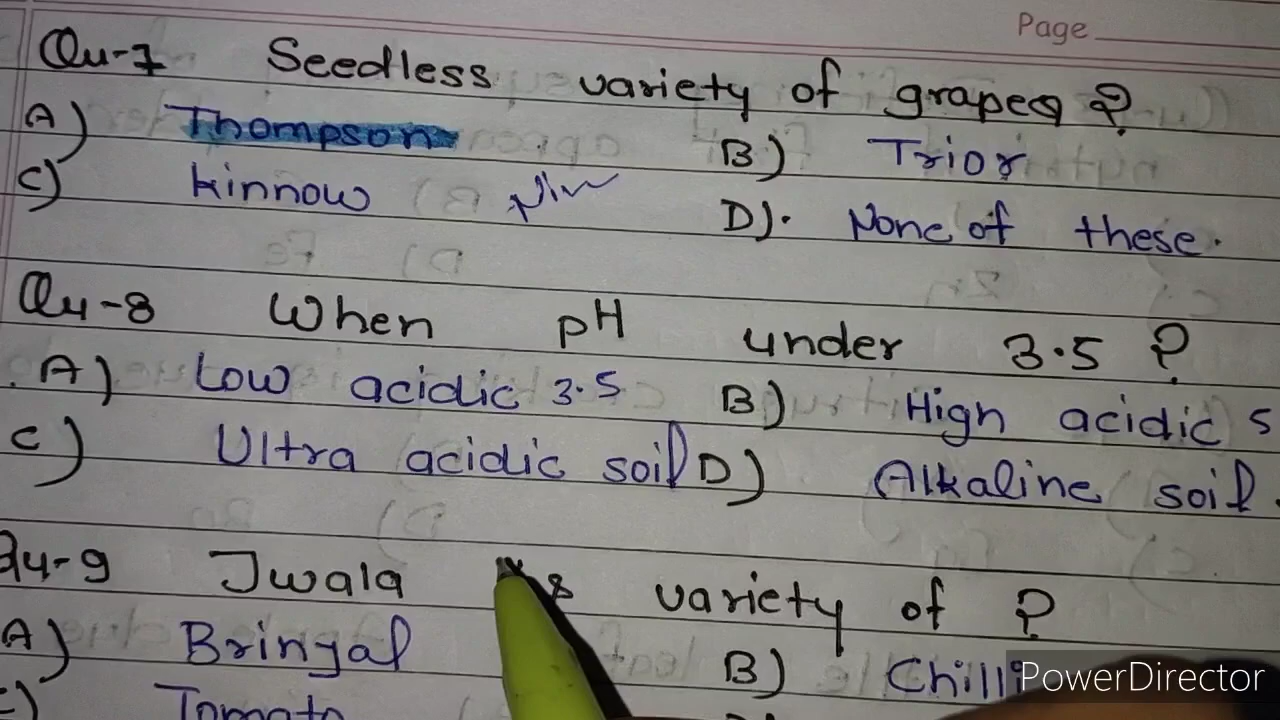 Page
Qu-7 Seedless variety of grapes ?
A) Thompson B) Trior
C) kinnow D). None of these.
Qu-8 When pH under 3.5 ?
A) Low acidic 3.5 B) High acidic s
C) Ultra acidic soil D) Alkaline soil.
Qu-9 Jwala variety of ?
A) Bringal B) Chilli
C) Tomato
PowerDirector